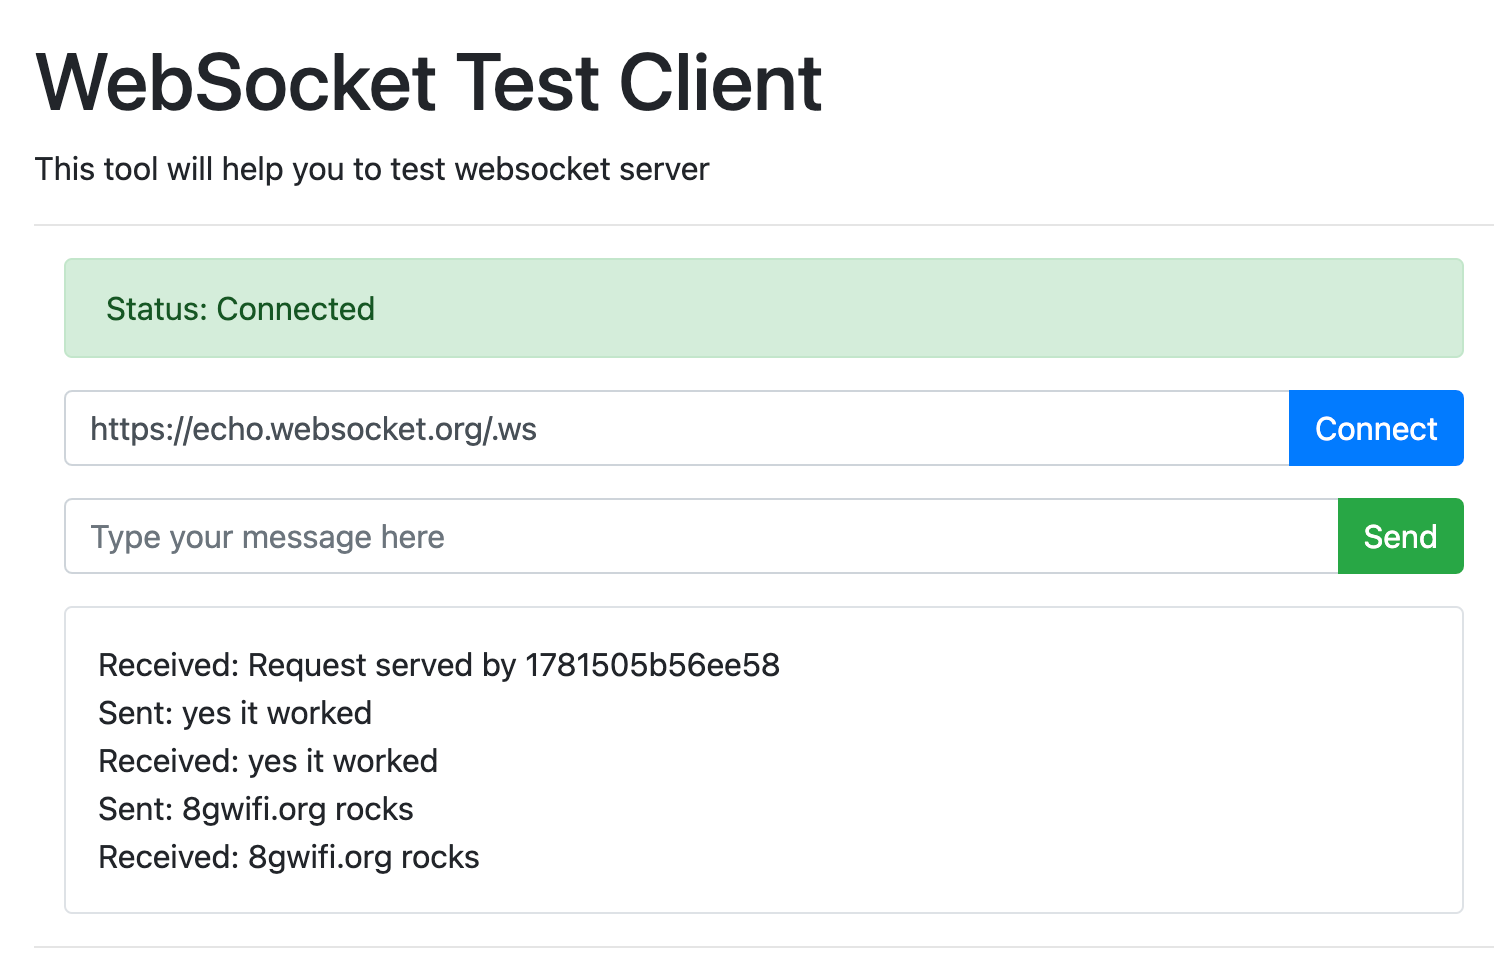 WebSocket Test Client
This tool will help you to test websocket server
Status: Connected
https://echo.websocket.org/.ws
Connect
Type your message here
Send
Received: Request served by 1781505b56ee58
Sent: yes it worked
Received: yes it worked
Sent: 8gwifi.org rocks
Received: 8gwifi.org rocks